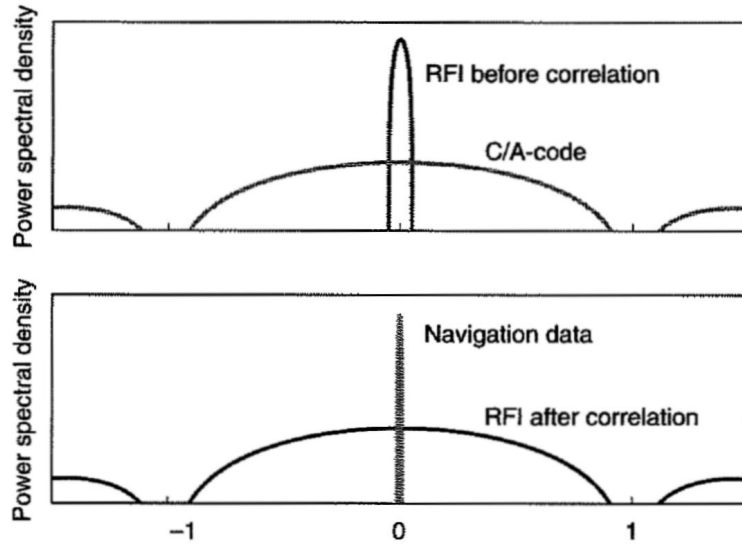 Power spectral density
RFI before correlation
C/A-code
Power spectral density
Navigation data
RFI after correlation
−1
0
1